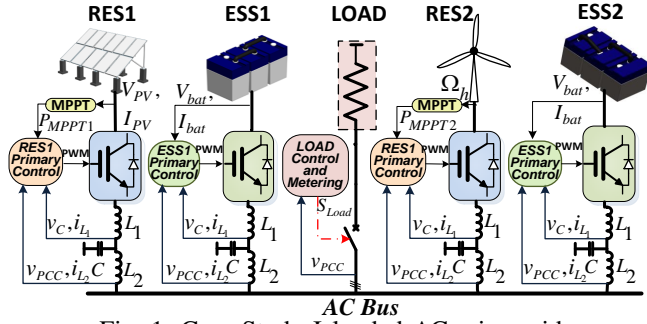 RES1
ESS1
LOAD
RES2
ESS2
V_PV,
MPPT
P_MPPT1
I_PV
RES1
Primary
Control
PWM
v_C, i_L1
L_1
C
v_PCC, i_L2
L_2
V_bat,
I_bat
ESS1
Primary
Control
PWM
v_C, i_L1
L_1
C
v_PCC, i_L2
L_2
LOAD
Control
and
Metering
S_Load
v_PCC
Ω_h
MPPT
P_MPPT2
RES1
Primary
Control
PWM
v_C, i_L1
L_1
C
v_PCC, i_L2
L_2
V_bat,
I_bat
ESS1
Primary
Control
PWM
v_C, i_L1
L_1
C
v_PCC, i_L2
L_2
AC Bus